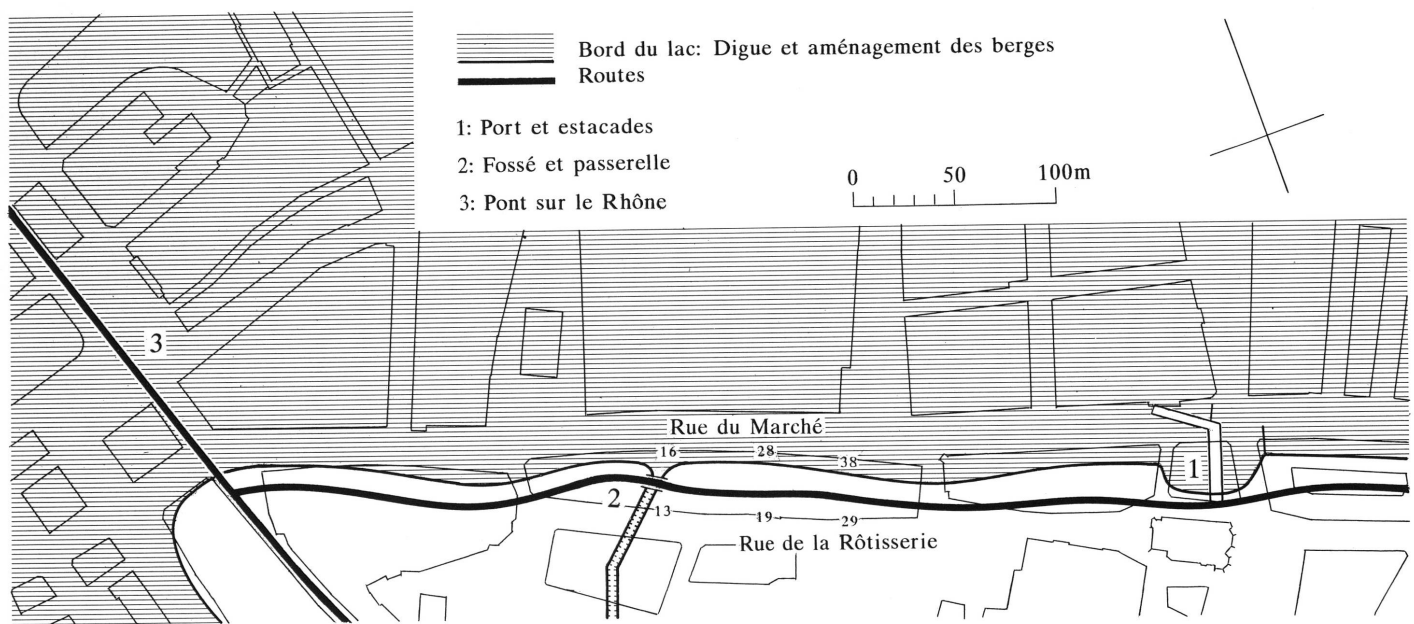 Bord du lac: Digue et aménagement des berges
Routes
1: Port et estacades
2: Fossé et passerelle
3: Pont sur le Rhône
0 50 100m
3
Rue du Marché
16 28 38
1
2
13 19 29
Rue de la Rôtisserie